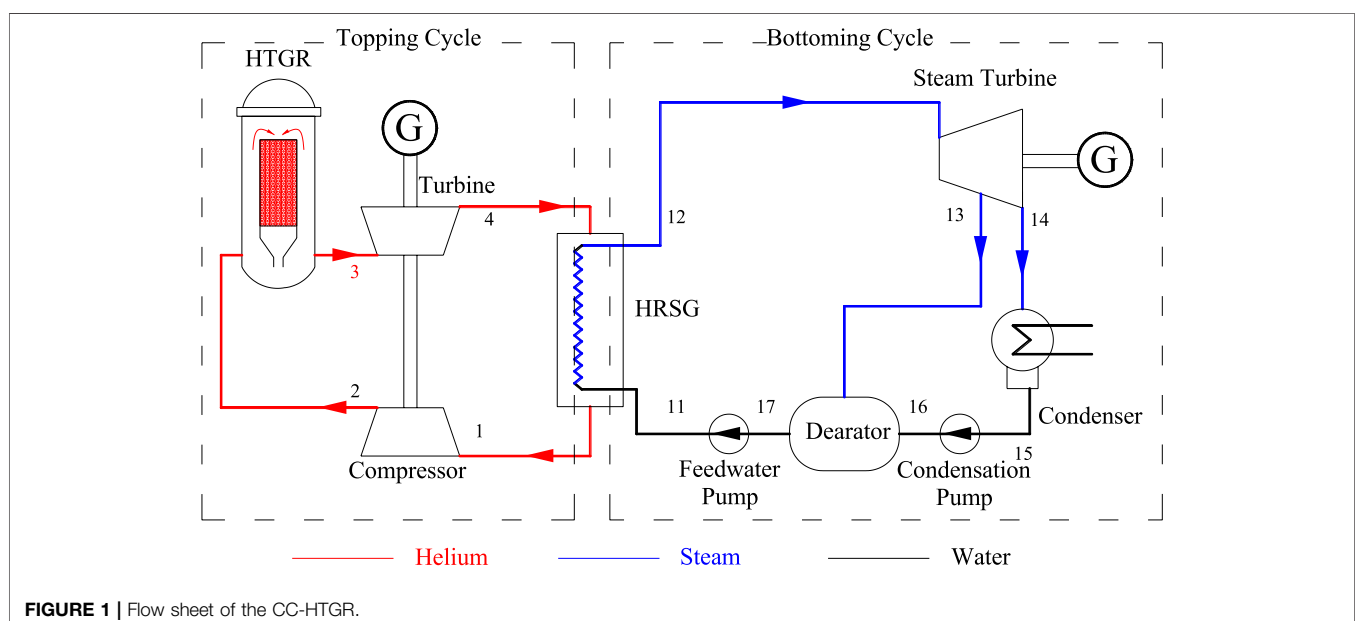 Topping Cycle
Bottoming Cycle
HTGR
Steam Turbine
G
G
Turbine
4
12
13
14
3
HRSG
2
1
11
17
Dearator
16
Condenser
15
Compressor
Feedwater
Pump
Condensation
Pump
Helium
Steam
Water
FIGURE 1 | Flow sheet of the CC-HTGR.